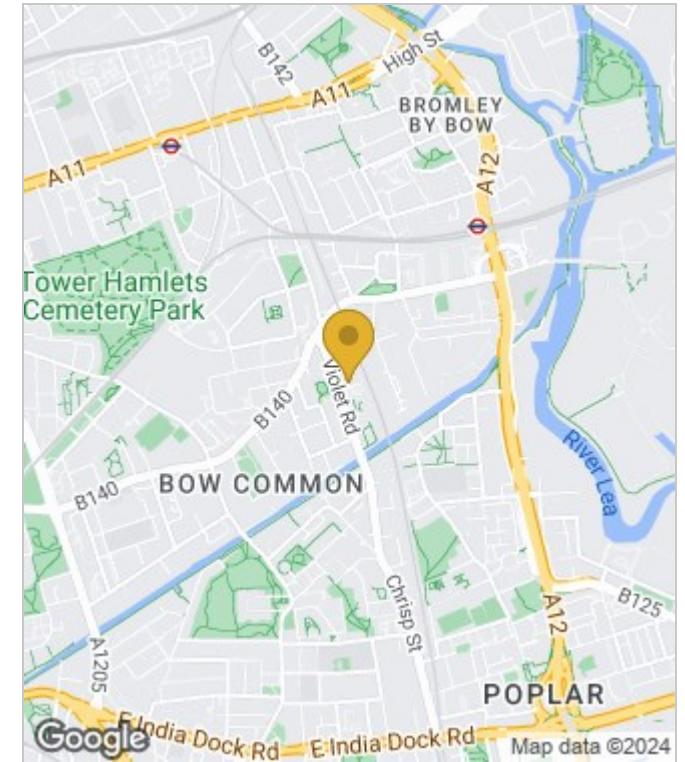 High St
B142
A11
BROMLEY
BY BOW
A11
A12
Tower Hamlets
Cemetery Park
Violet Rd
B140
B140
BOW COMMON
River Lea
Chrisp St
B125
A12
A1205
POPLAR
E India Dock Rd
E India Dock Rd
Google
Map data ©2024